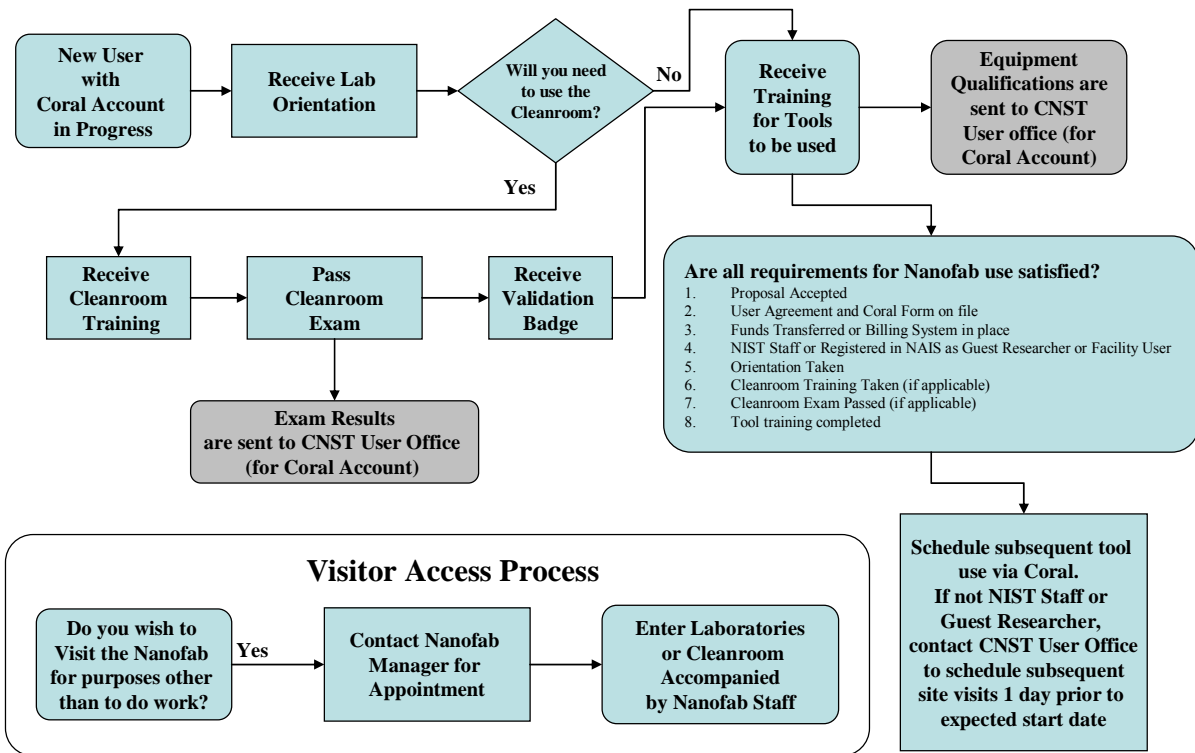 New User
with
Coral Account
in Progress
Receive Lab
Orientation
Will you need
to use the
Cleanroom?
No
Yes
Receive
Training
for Tools
to be used
Equipment
Qualifications are
sent to CNST
User office (for
Coral Account)
Receive
Cleanroom
Training
Pass
Cleanroom
Exam
Receive
Validation
Badge
Exam Results
are sent to CNST User Office
(for Coral Account)
Are all requirements for Nanofab use satisfied?
1. Proposal Accepted
2. User Agreement and Coral Form on file
3. Funds Transferred or Billing System in place
4. NIST Staff or Registered in NAIS as Guest Researcher or Facility User
5. Orientation Taken
6. Cleanroom Training Taken (if applicable)
7. Cleanroom Exam Passed (if applicable)
8. Tool training completed
Schedule subsequent tool
use via Coral.
If not NIST Staff or
Guest Researcher,
contact CNST User Office
to schedule subsequent
site visits 1 day prior to
expected start date
Visitor Access Process
Do you wish to
Visit the Nanofab
for purposes other
than to do work?
Yes
Contact Nanofab
Manager for
Appointment
Enter Laboratories
or Cleanroom
Accompanied
by Nanofab Staff